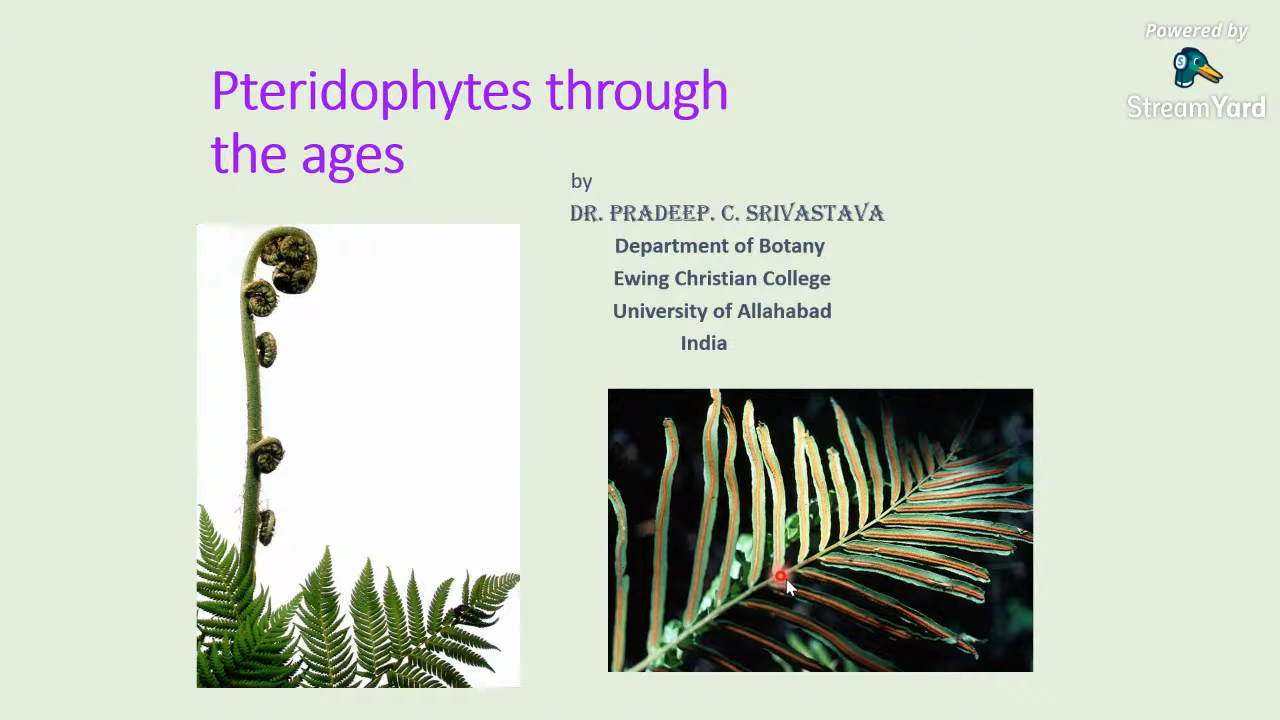 Powered by
StreamYard
Pteridophytes through
the ages
by
DR. PRADEEP. C. SRIVASTAVA
Department of Botany
Ewing Christian College
University of Allahabad
India